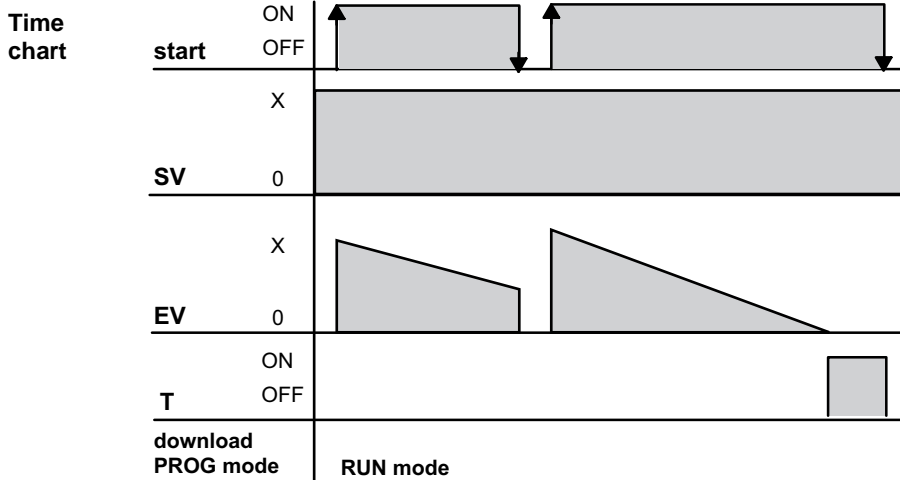 Time
chart
ON
start OFF
X
SV 0
X
EV 0
ON
T OFF
download
PROG mode RUN mode